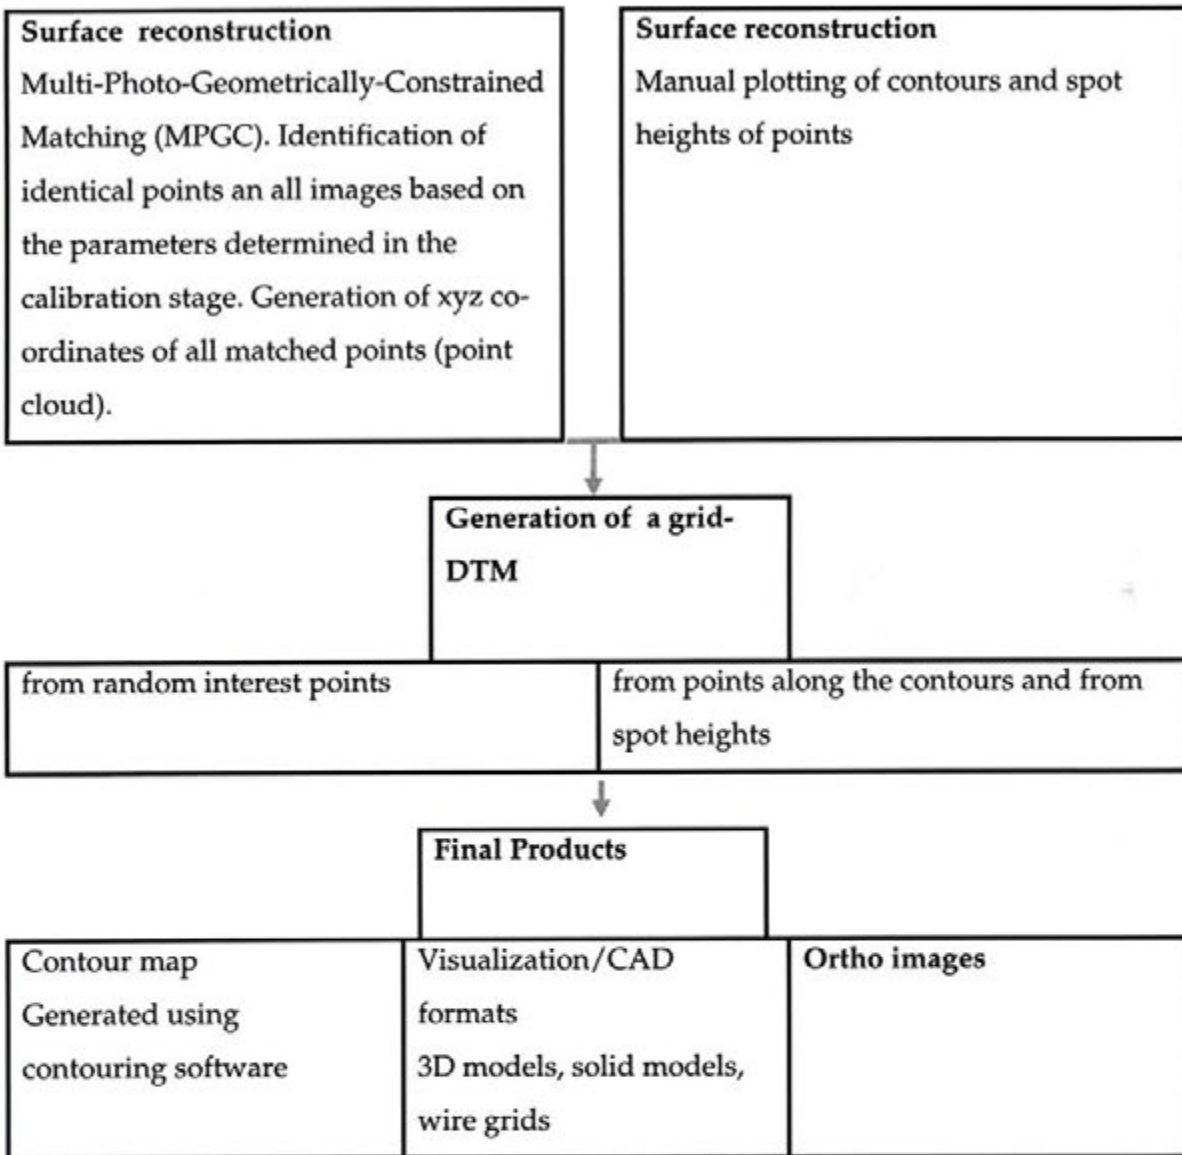 Surface reconstruction
Multi-Photo-Geometrically-Constrained
Matching (MPGC). Identification of
identical points an all images based on
the parameters determined in the
calibration stage. Generation of xyz co-
ordinates of all matched points (point
cloud).
Surface reconstruction
Manual plotting of contours and spot
heights of points
Generation of a grid-
DTM
from random interest points
from points along the contours and from
spot heights
Final Products
Contour map
Generated using
contouring software
Visualization/CAD
formats
3D models, solid models,
wire grids
Ortho images